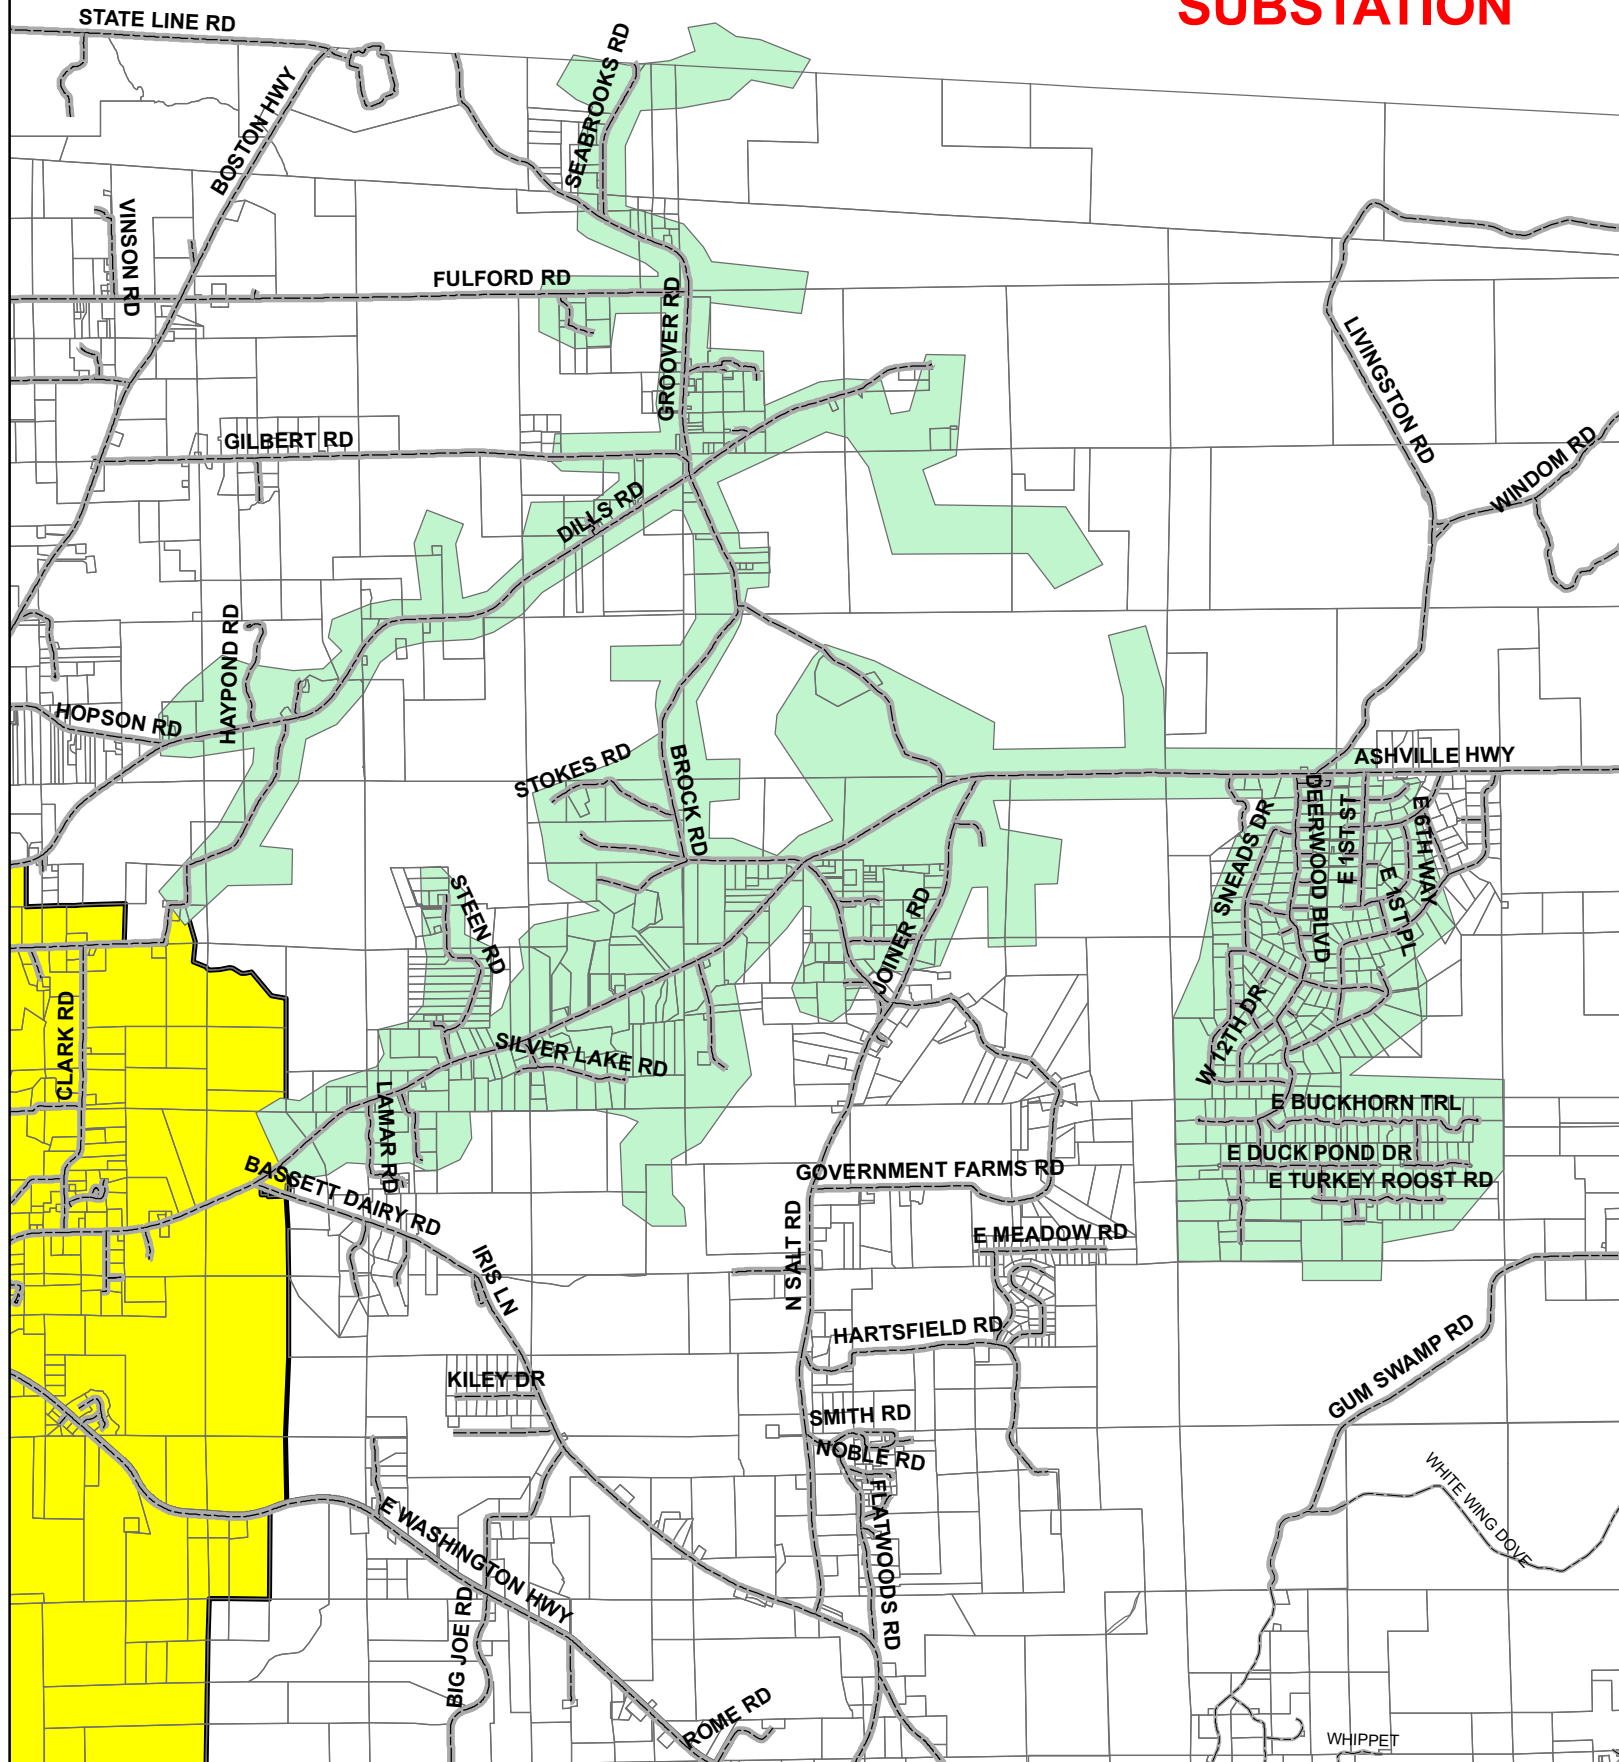 SUBSTATION
STATE LINE RD
SEABROOKS RD
BOSTON HWY
VINSON RD
FULFORD RD
GROOVER RD
LIVINGSTON RD
GILBERT RD
WINDOM RD
DILLS RD
HAYPOND RD
HOPSON RD
STOKES RD
BROCK RD
ASHVILLE HWY
DEERWOOD BLVD
E 1ST ST
E 6TH WAY
SNEADS DR
E 1ST PL
STEEN RD
JOINER RD
CLARK RD
SILVER LAKE RD
W 12TH DR
LAMAR RD
E BUCKHORN TRL
E DUCK POND DR
BASSETT DAIRY RD
GOVERNMENT FARMS RD
E TURKEY ROOST RD
N SALT RD
E MEADOW RD
IRIS LN
HARTSFIELD RD
GUM SWAMP RD
KILEY DR
SMITH RD
NOBLE RD
FLATWOODS RD
WHITE WING DOVE
E WASHINGTON HWY
BIG JOE RD
ROME RD
WHIPPET